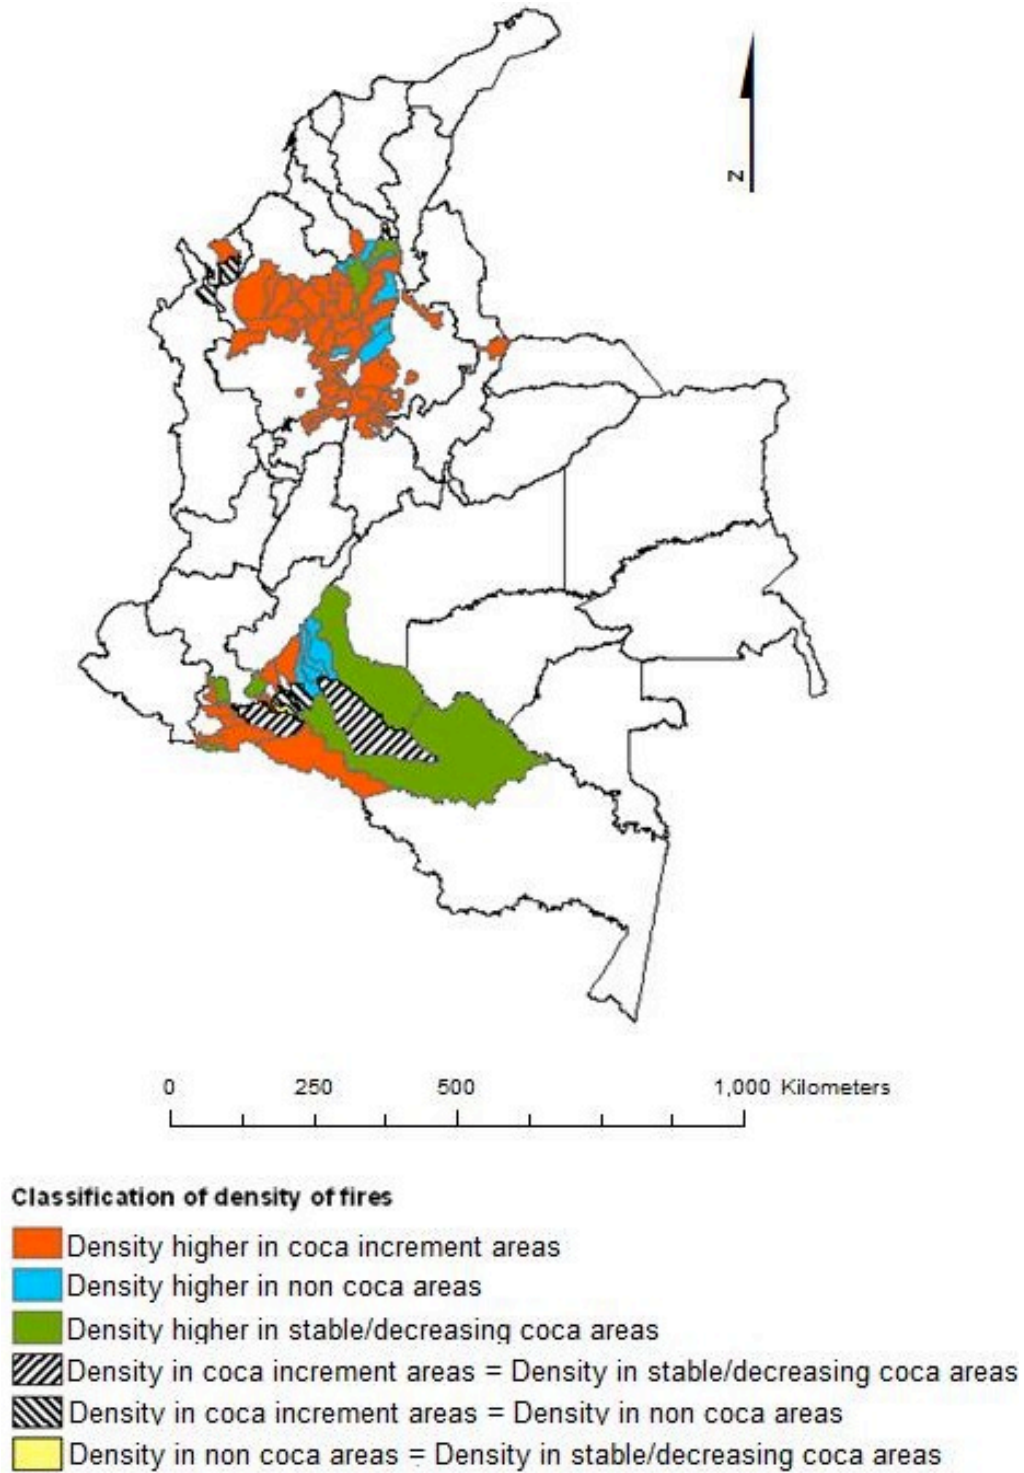 N
0 250 500 1,000 Kilometers
Classification of density of fires
Density higher in coca increment areas
Density higher in non coca areas
Density higher in stable/decreasing coca areas
Density in coca increment areas = Density in stable/decreasing coca areas
Density in coca increment areas = Density in non coca areas
Density in non coca areas = Density in stable/decreasing coca areas